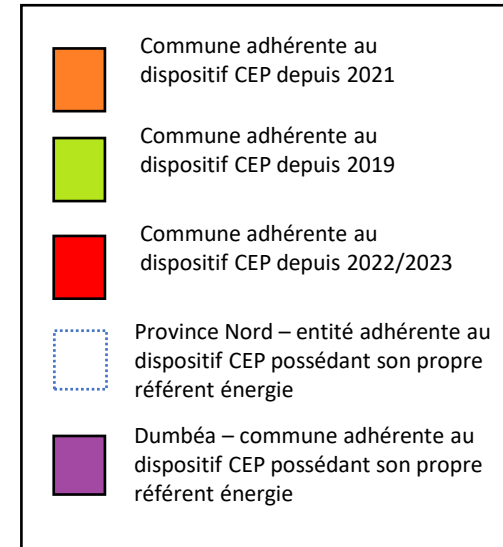 Commune adhérente au
dispositif CEP depuis 2021
Commune adhérente au
dispositif CEP depuis 2019
Commune adhérente au
dispositif CEP depuis 2022/2023
Province Nord – entité adhérente au
dispositif CEP possédant son propre
référent énergie
Dumbéa – commune adhérente au
dispositif CEP possédant son propre
référent énergie